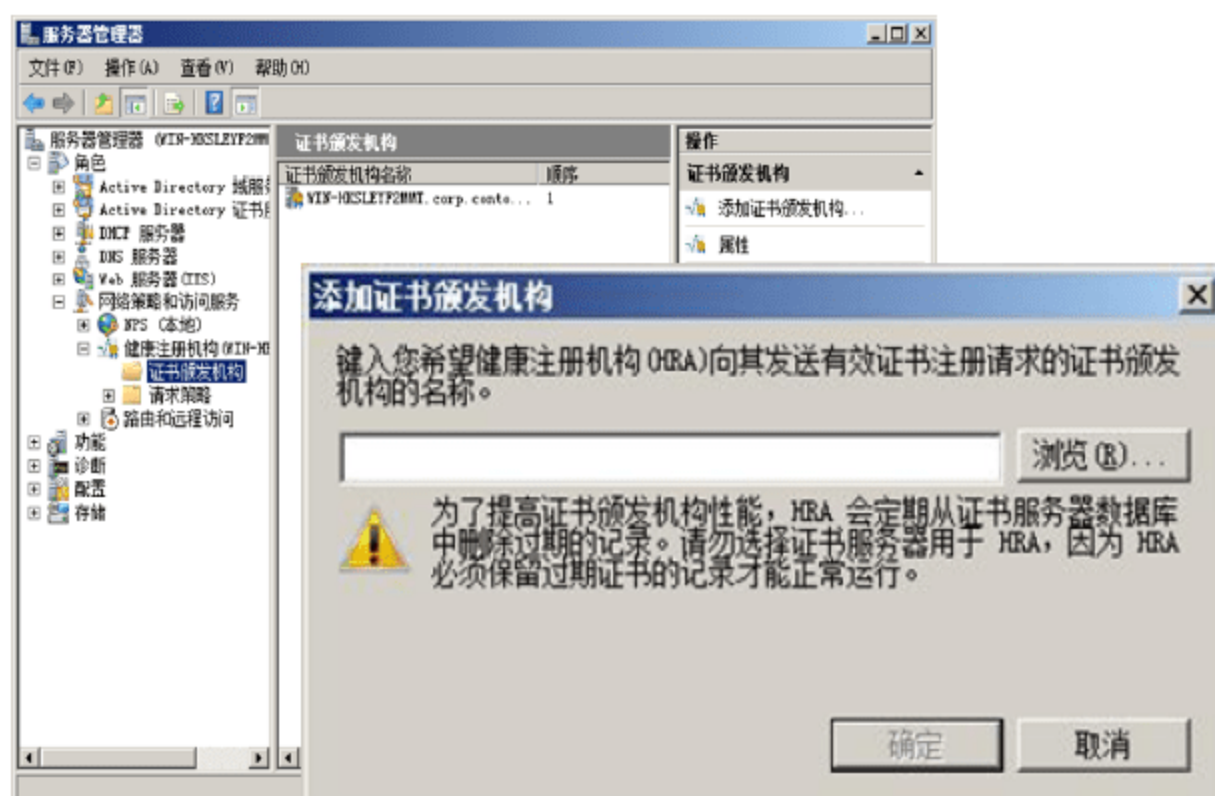 服务器管理器
文件(F) 操作(A) 查看(V) 帮助(H)
服务器管理器
角色
Active Directory 域服
Active Directory 证书
DHCP 服务器
DNS 服务器
Web 服务器(IIS)
网络策略和访问服务
NPS (本地)
健康注册机构
证书颁发机构
请求策略
路由和远程访问
功能
诊断
配置
存储
证书颁发机构
证书颁发机构名称 顺序
1
操作
证书颁发机构
添加证书颁发机构...
属性
添加证书颁发机构
键入您希望健康注册机构(HRA)向其发送有效证书注册请求的证书颁发
机构的名称。
浏览(R)...
为了提高证书颁发机构性能，HRA 会定期从证书服务器数据库
中删除过期的记录。请勿选择证书服务器用于 HRA，因为 HRA
必须保留过期证书的记录才能正常运行。
确定 取消